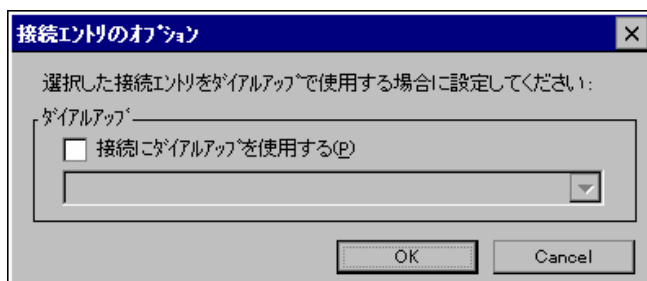 接続ｴﾝﾄﾘのｵﾌﾟｼｮﾝ
選択した接続ｴﾝﾄﾘをﾀﾞｲｱﾙｱｯﾌﾟで使用する場合に設定してください:
ﾀﾞｲｱﾙｱｯﾌﾟ
接続にﾀﾞｲｱﾙｱｯﾌﾟを使用する(P)
OK
Cancel